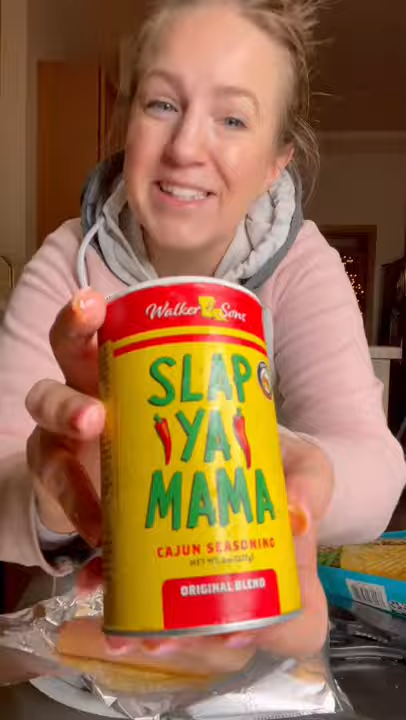 Walker & Sons
SLAP
YA
MAMA
CAJUN SEASONING
ORIGINAL BLEND